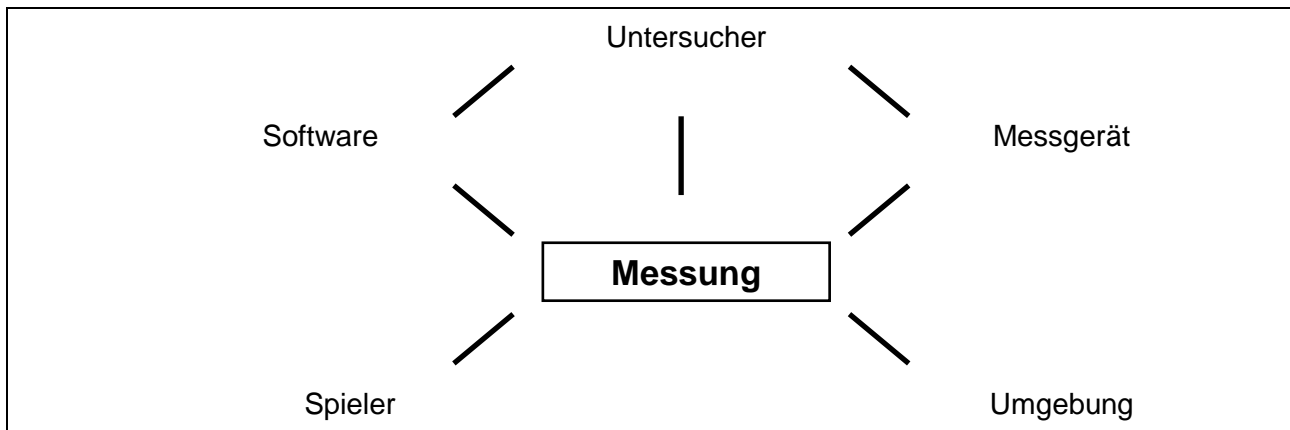 Untersucher
Software
Messgerät
Messung
Spieler
Umgebung